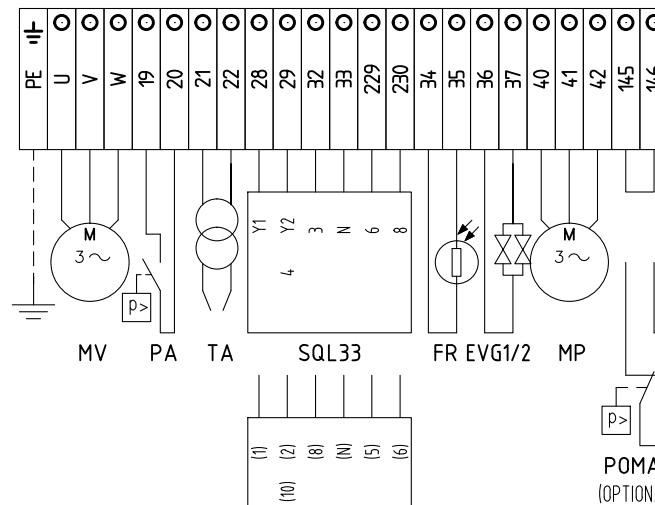 PE U V W 19 20 21 22 28 29 32 33 229 230 34 35 36 37 40 41 42 145 146
Y1 Y2 3 N 6 8
4
M
3~
M
3~
P>
MV PA TA SQL33 FR EVG1/2 MP
(1) (2) (8) (N) (5) (6)
(10)
P>
POMA
(OPTION